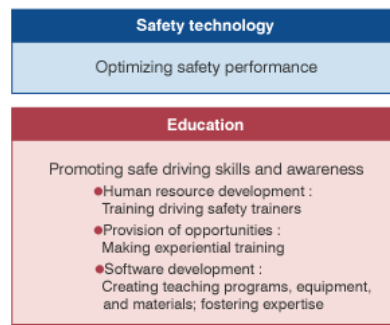 Safety technology
Optimizing safety performance
Education
Promoting safe driving skills and awareness
●Human resource development :
Training driving safety trainers
●Provision of opportunities :
Making experiential training
●Software development :
Creating teaching programs, equipment,
and materials; fostering expertise